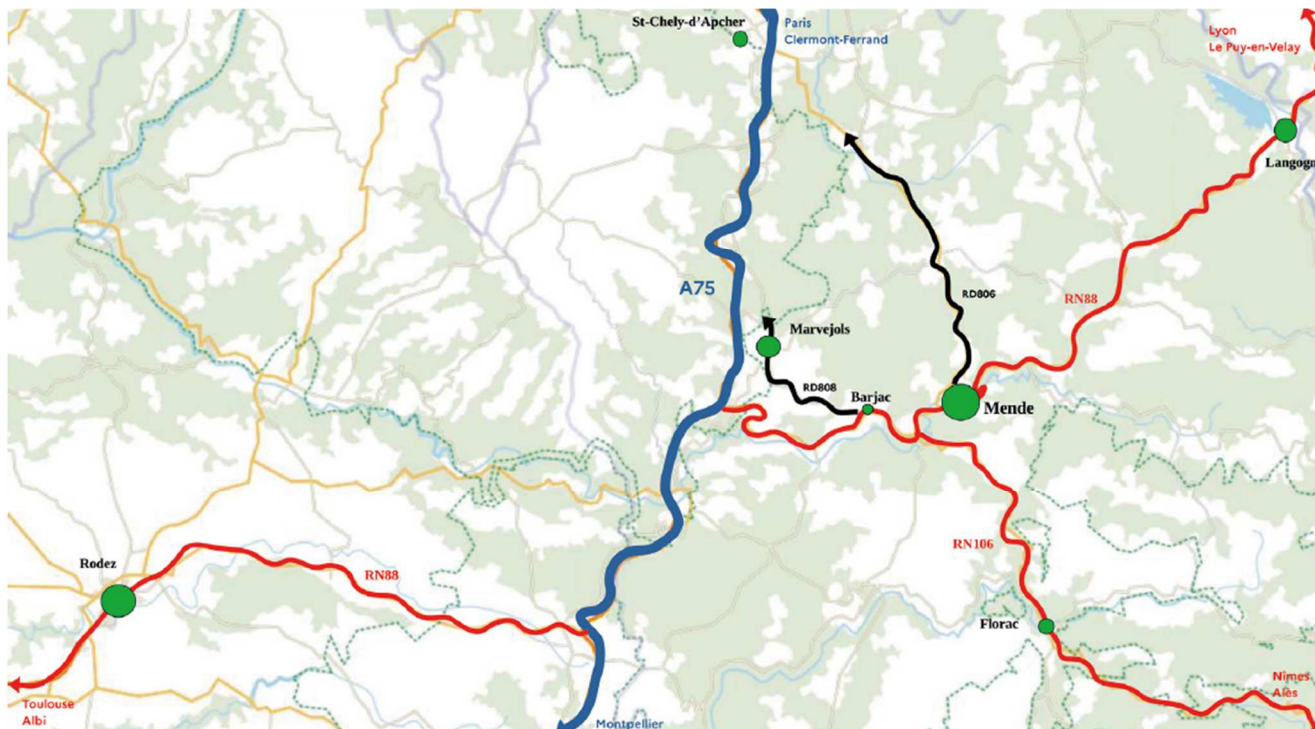 St-Chely-d'Apcher
Paris
Clermont-Ferrand
Lyon
Le Puy-en-Velay
Langogn
A75
RN88
RD806
Marvejols
RD808
Barjac
Mende
RN106
Rodez
RN88
Florac
Toulouse
Albi
Montpellier
Nîmes
Alès